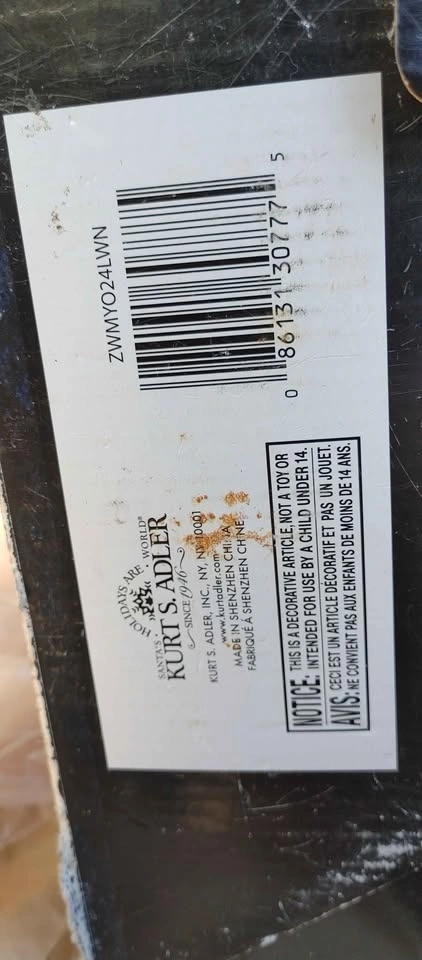 HOLIDAYS ARE
SANTA'S WORLD®
KURT S. ADLER
SINCE 1946
KURT S. ADLER, INC., NY, NY 10001
www.kurtadler.com
MADE IN SHENZHEN CHINA
FABRIQUÉ À SHENZHEN CHINE
NOTICE: THIS IS A DECORATIVE ARTICLE, NOT A TOY OR
INTENDED FOR USE BY A CHILD UNDER 14.
AVIS: CECI EST UN ARTICLE DÉCORATIF ET PAS UN JOUET.
NE CONVIENT PAS AUX ENFANTS DE MOINS DE 14 ANS.
ZWMYO24LWN
0 86131 30777 5